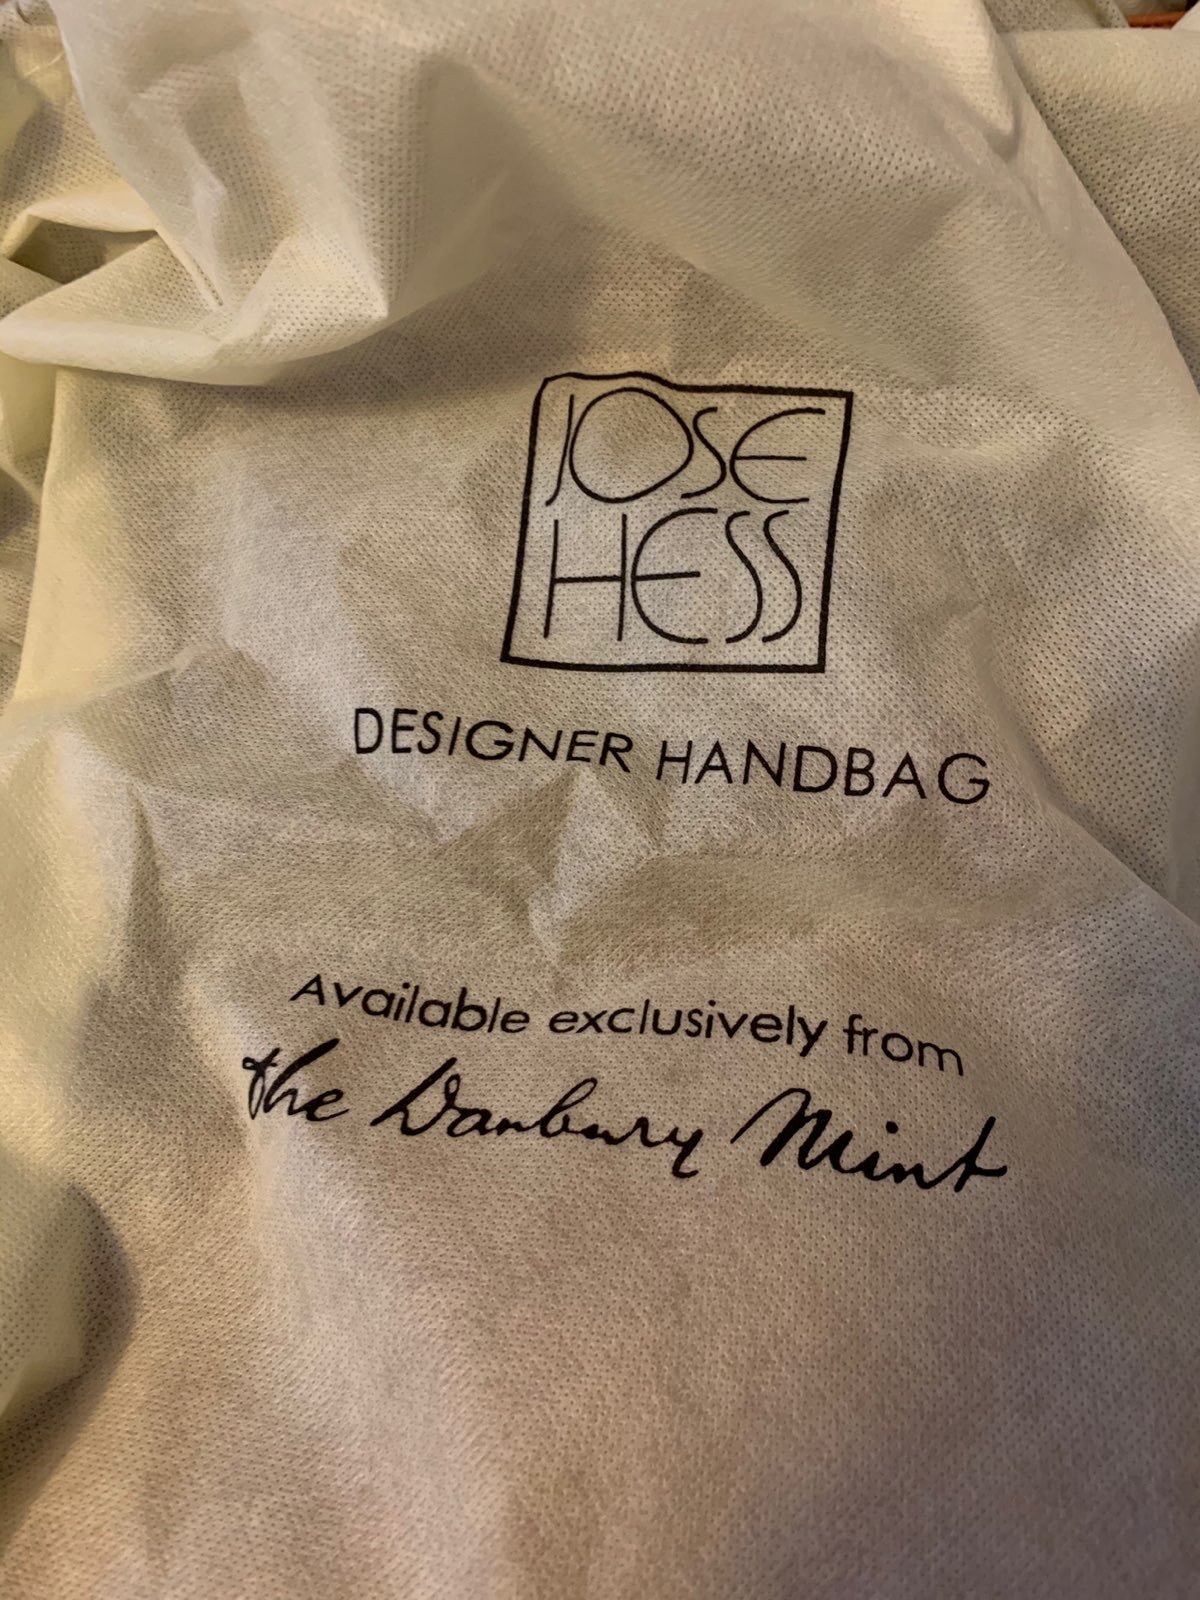 JOSE
HESS
DESIGNER HANDBAG
Available exclusively from
the Danbury Mint